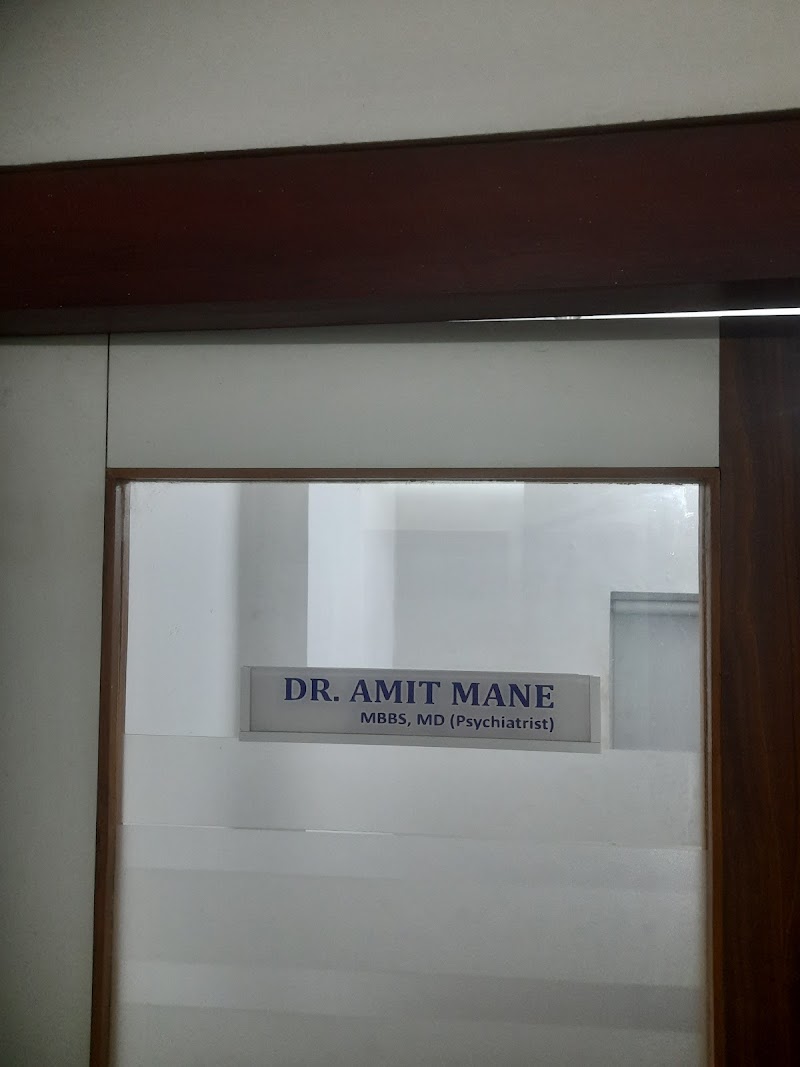 DR. AMIT MANE
MBBS, MD (Psychiatrist)